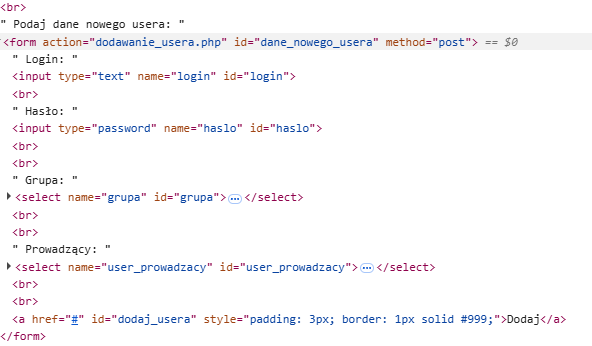 <br>
" Podaj dane nowego usera: "
<form action="dodawanie_usera.php" id="dane_nowego_usera" method="post"> == $0
" Login: "
<input type="text" name="login" id="login">
<br>
" Hasło: "
<input type="password" name="haslo" id="haslo">
<br>
<br>
" Grupa: "
<select name="grupa" id="grupa">…</select>
<br>
<br>
" Prowadzący: "
<select name="user_prowadzacy" id="user_prowadzacy">…</select>
<br>
<br>
<a href="#" id="dodaj_usera" style="padding: 3px; border: 1px solid #999;">Dodaj</a>
</form>